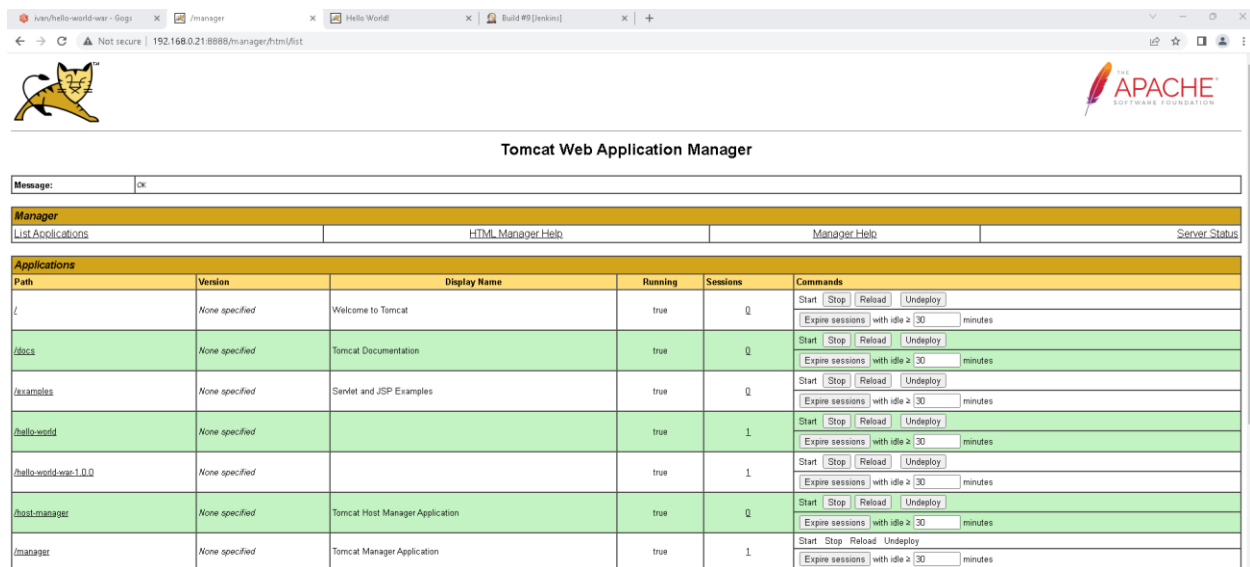 ivan/hello-world-war - Gogs
/manager
Hello World!
Build #9 [Jenkins]
Not secure | 192.168.0.21:8888/manager/html/list
TM
THE
APACHE
SOFTWARE FOUNDATION
Tomcat Web Application Manager
Message: OK
Manager
List Applications HTML Manager Help Manager Help Server Status
Applications
Path Version Display Name Running Sessions Commands
/ None specified Welcome to Tomcat true 0 Start Stop Reload Undeploy
Expire sessions with idle ≥ 30 minutes
/docs None specified Tomcat Documentation true 0 Start Stop Reload Undeploy
Expire sessions with idle ≥ 30 minutes
/examples None specified Servlet and JSP Examples true 0 Start Stop Reload Undeploy
Expire sessions with idle ≥ 30 minutes
/hello-world None specified true 1 Start Stop Reload Undeploy
Expire sessions with idle ≥ 30 minutes
/hello-world-war-1.0.0 None specified true 1 Start Stop Reload Undeploy
Expire sessions with idle ≥ 30 minutes
/host-manager None specified Tomcat Host Manager Application true 0 Start Stop Reload Undeploy
Expire sessions with idle ≥ 30 minutes
/manager None specified Tomcat Manager Application true 1 Start Stop Reload Undeploy
Expire sessions with idle ≥ 30 minutes